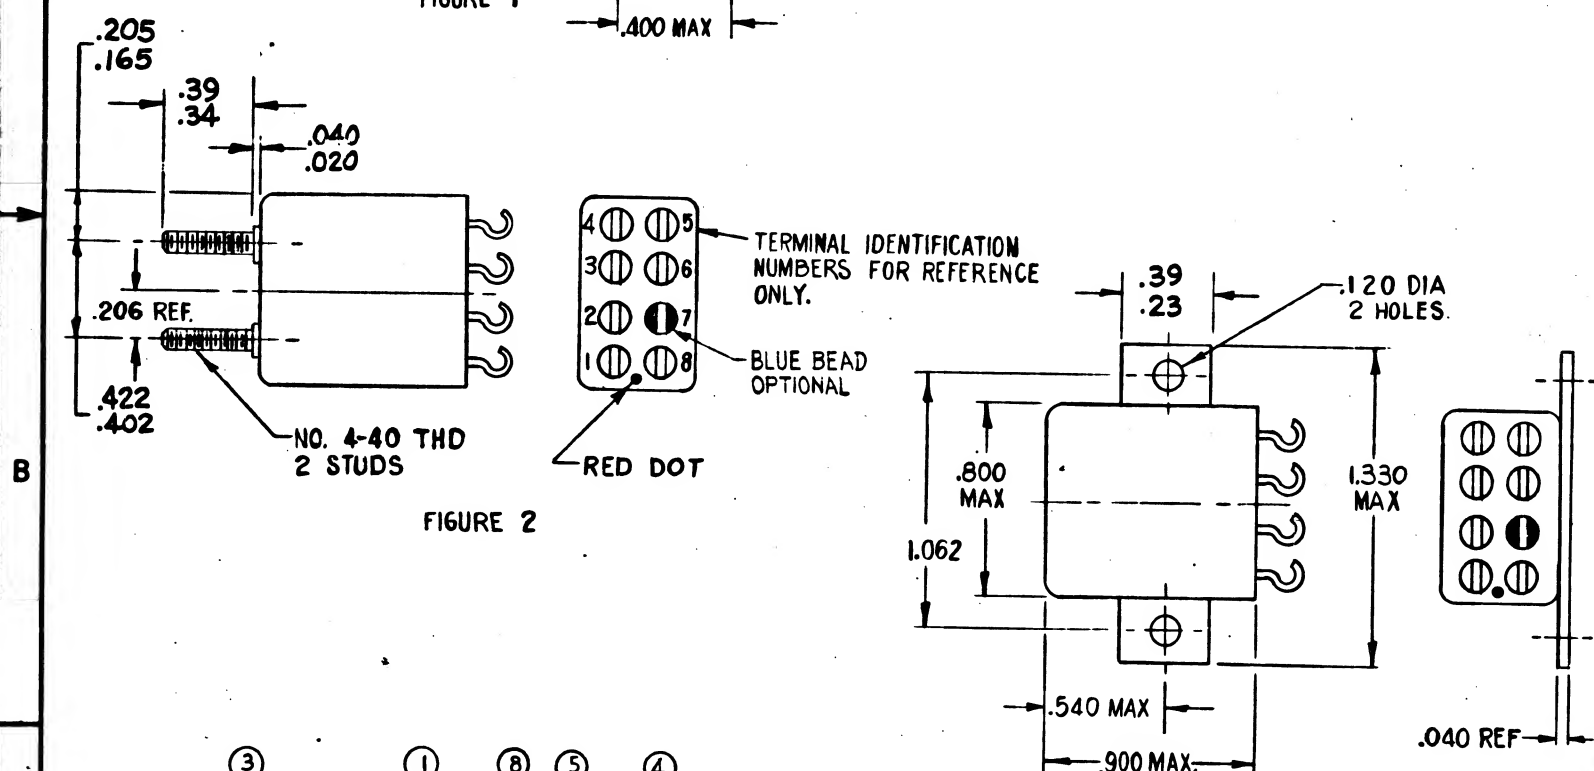 FIGURE 1
.400 MAX
.205
.165
.39
.34
.040
.020
4 5
3 6
2 7
1 8
TERMINAL IDENTIFICATION
NUMBERS FOR REFERENCE
ONLY.
BLUE BEAD
OPTIONAL
.206 REF.
.422
.402
NO. 4-40 THD
2 STUDS
RED DOT
FIGURE 2
B
.39
.23
.120 DIA
2 HOLES.
.800
MAX
1.330
MAX
1.062
.540 MAX
.900 MAX.
.040 REF
3 1 8 5 4